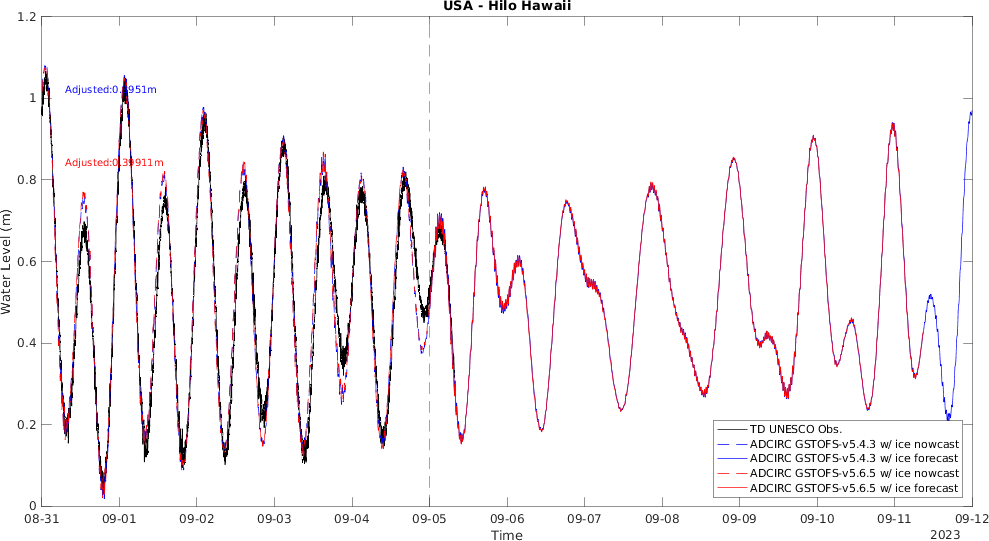 USA - Hilo Hawaii
1.2
1
0.8
0.6
0.4
0.2
0
Water Level (m)
Adjusted:0.39911m
TD UNESCO Obs.
ADCIRC GSTOFS-v5.4.3 w/ ice nowcast
ADCIRC GSTOFS-v5.4.3 w/ ice forecast
ADCIRC GSTOFS-v5.6.5 w/ ice nowcast
ADCIRC GSTOFS-v5.6.5 w/ ice forecast
08-31 09-01 09-02 09-03 09-04 09-05 09-06 09-07 09-08 09-09 09-10 09-11 09-12
Time
2023